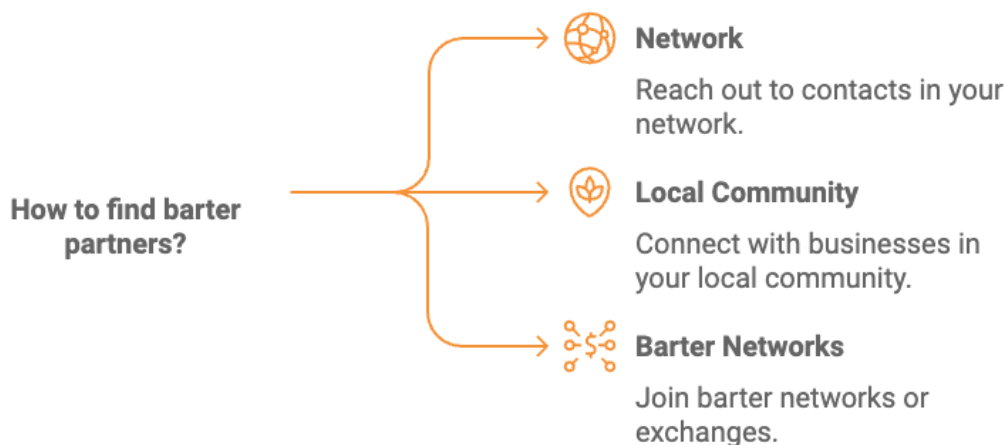 How to find barter
partners?
Network
Reach out to contacts in your
network.
Local Community
Connect with businesses in
your local community.
$
Barter Networks
Join barter networks or
exchanges.